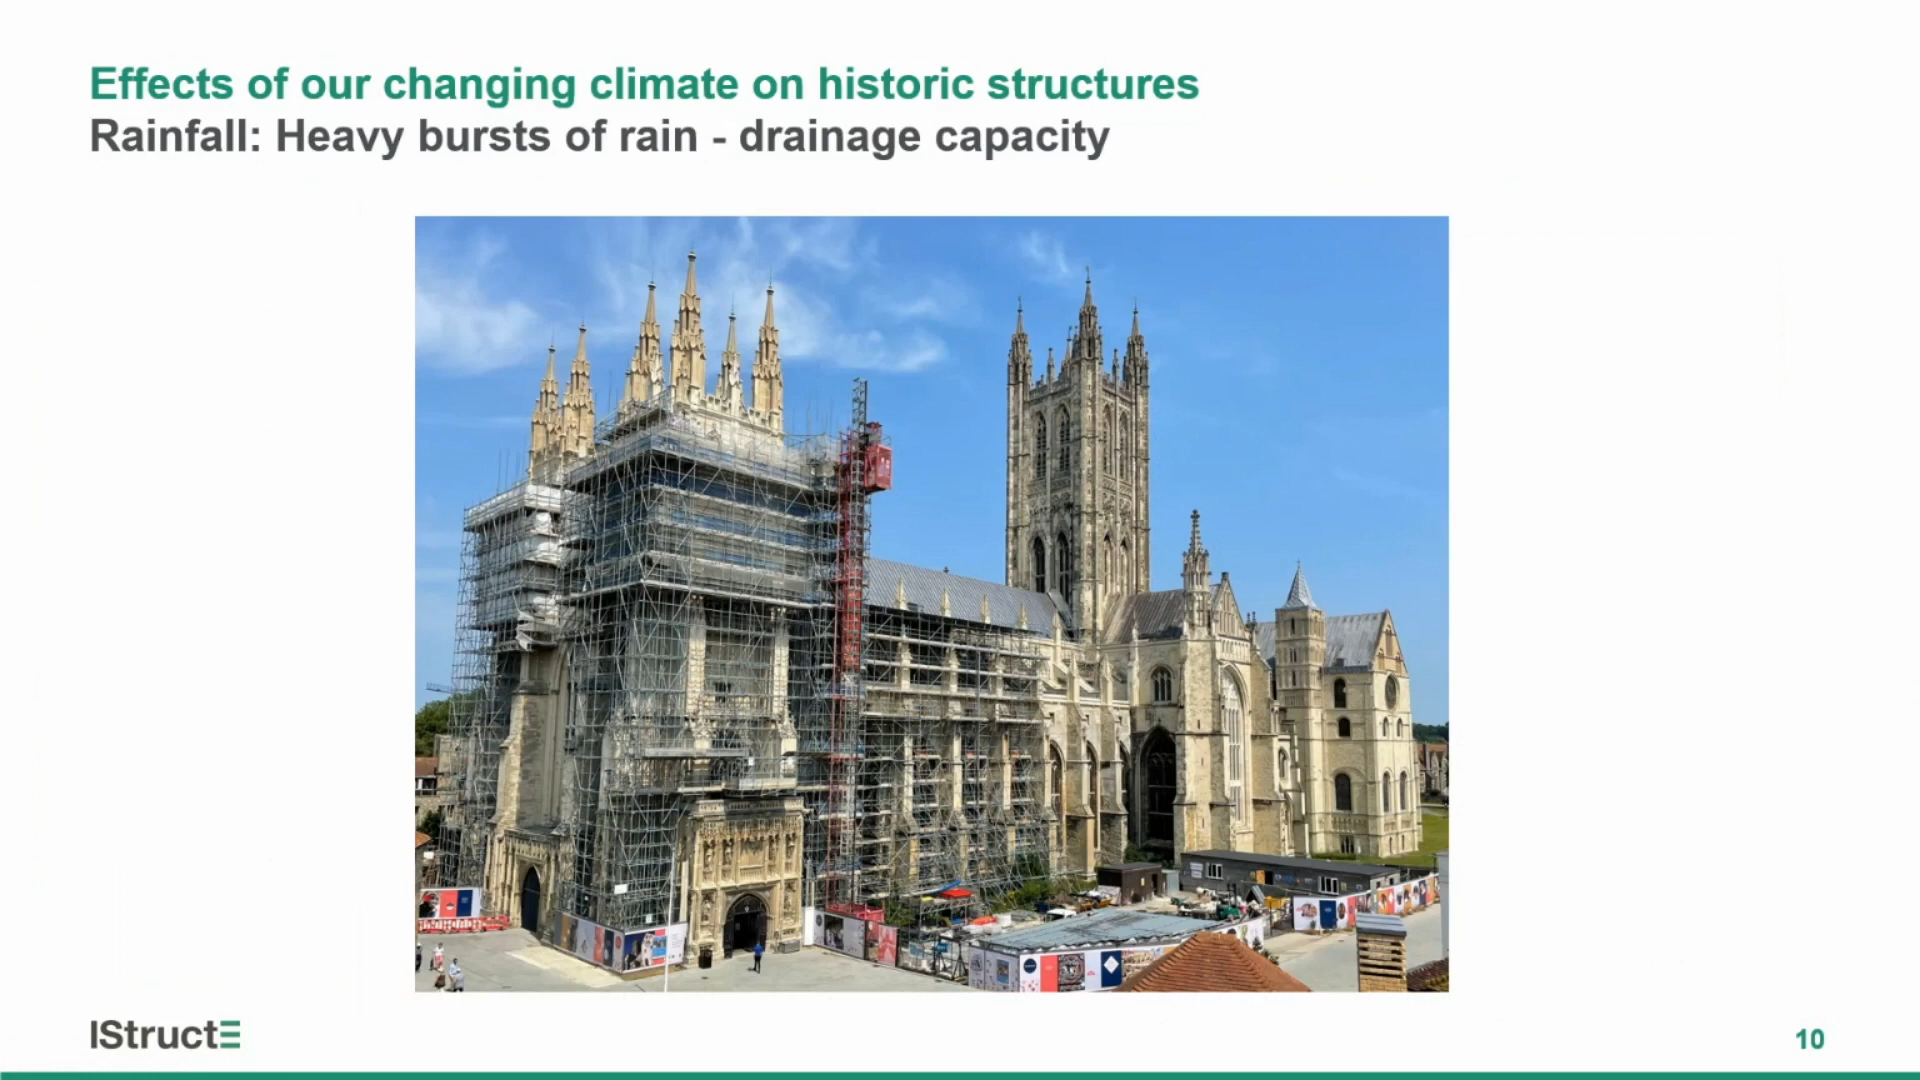 Effects of our changing climate on historic structures
Rainfall: Heavy bursts of rain - drainage capacity
IStructE
10